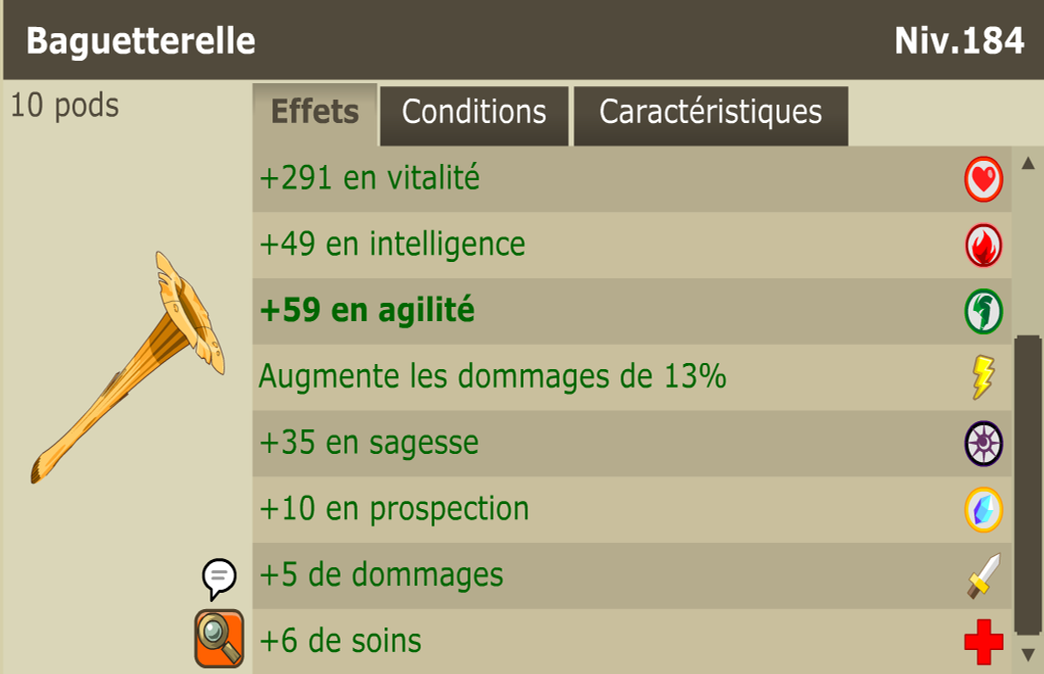 Baguetterelle
Niv.184
10 pods
Effets
Conditions
Caractéristiques
+291 en vitalité
+49 en intelligence
+59 en agilité
Augmente les dommages de 13%
+35 en sagesse
+10 en prospection
+5 de dommages
+6 de soins